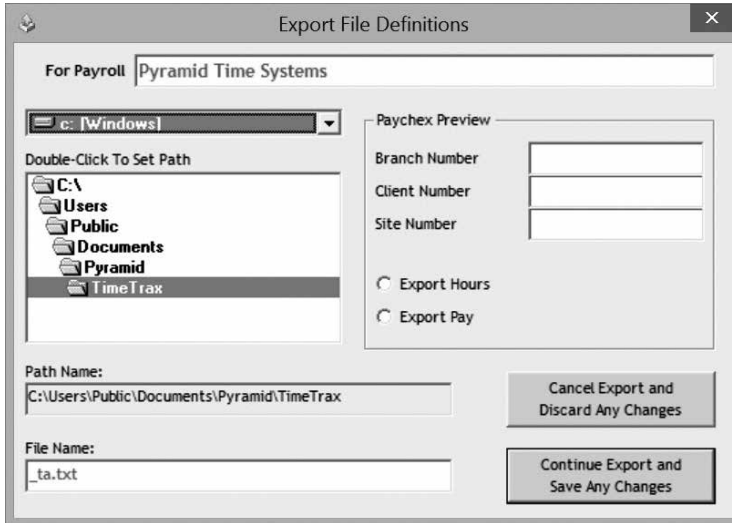 Export File Definitions
For Payroll Pyramid Time Systems
c: [Windows]
Double-Click To Set Path
C:\
Users
Public
Documents
Pyramid
TimeTrax
Paychex Preview
Branch Number
Client Number
Site Number
Export Hours
Export Pay
Path Name:
C:\Users\Public\Documents\Pyramid\TimeTrax
File Name:
_ta.txt
Cancel Export and
Discard Any Changes
Continue Export and
Save Any Changes